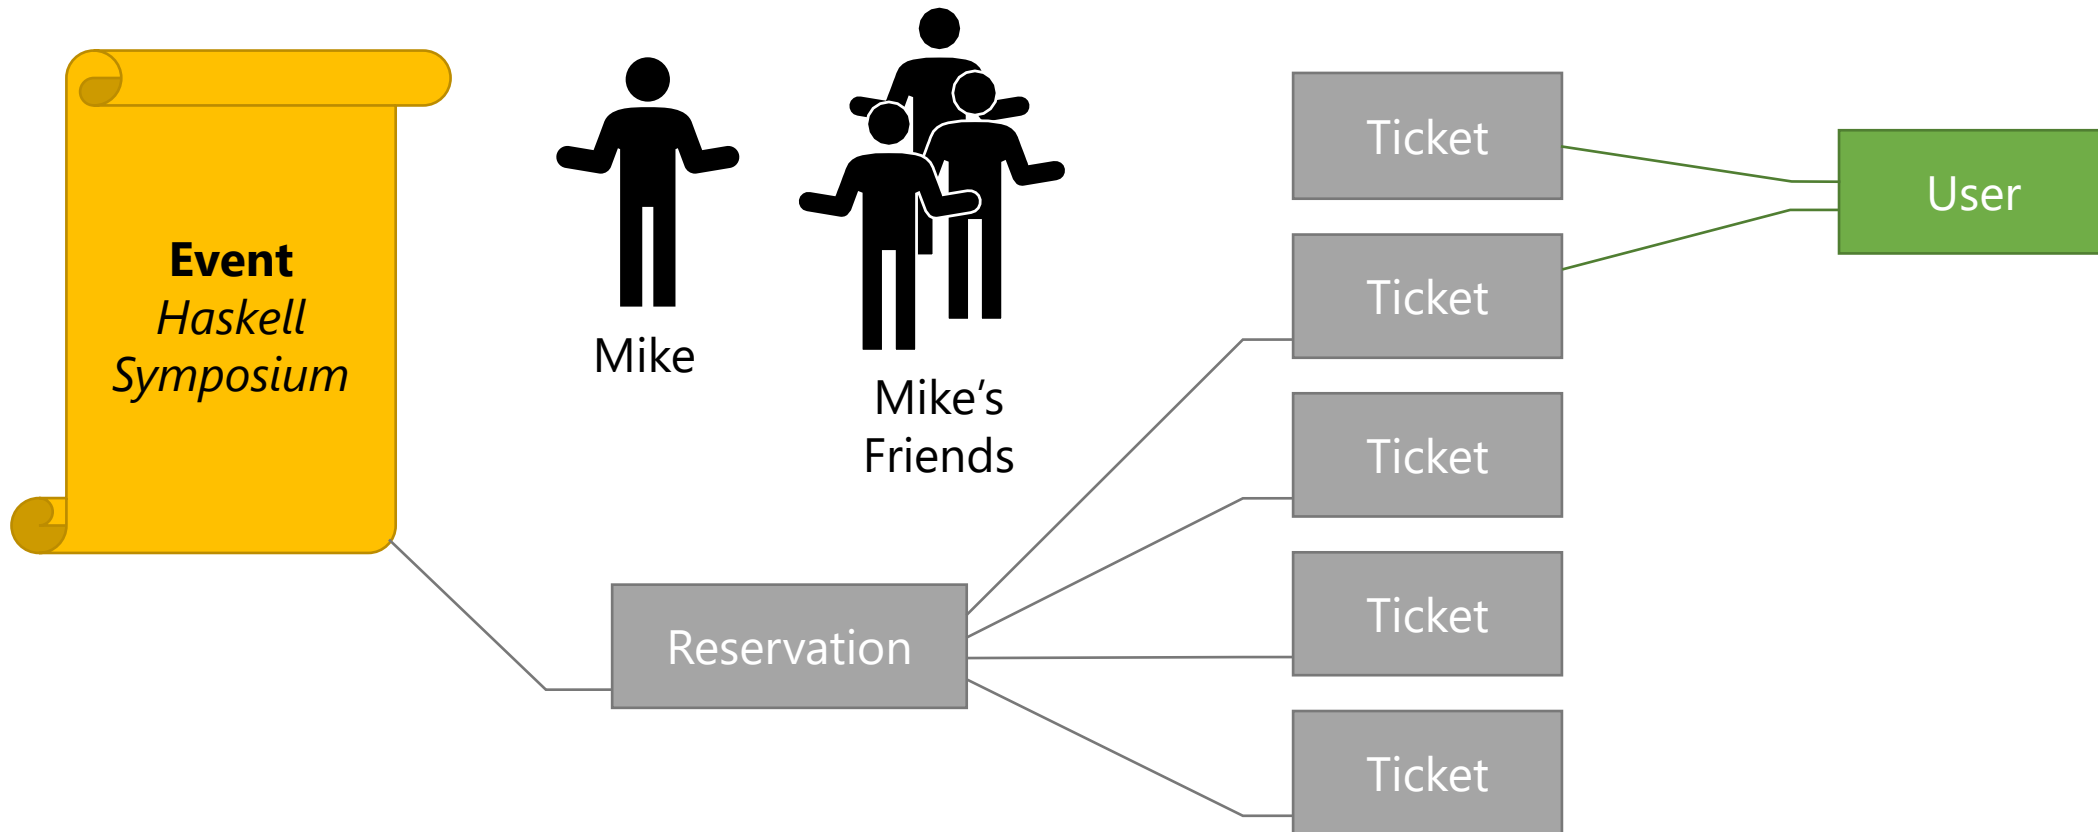 Event
Haskell
Symposium
Mike
Mike’s
Friends
Reservation
Ticket
Ticket
Ticket
Ticket
Ticket
User